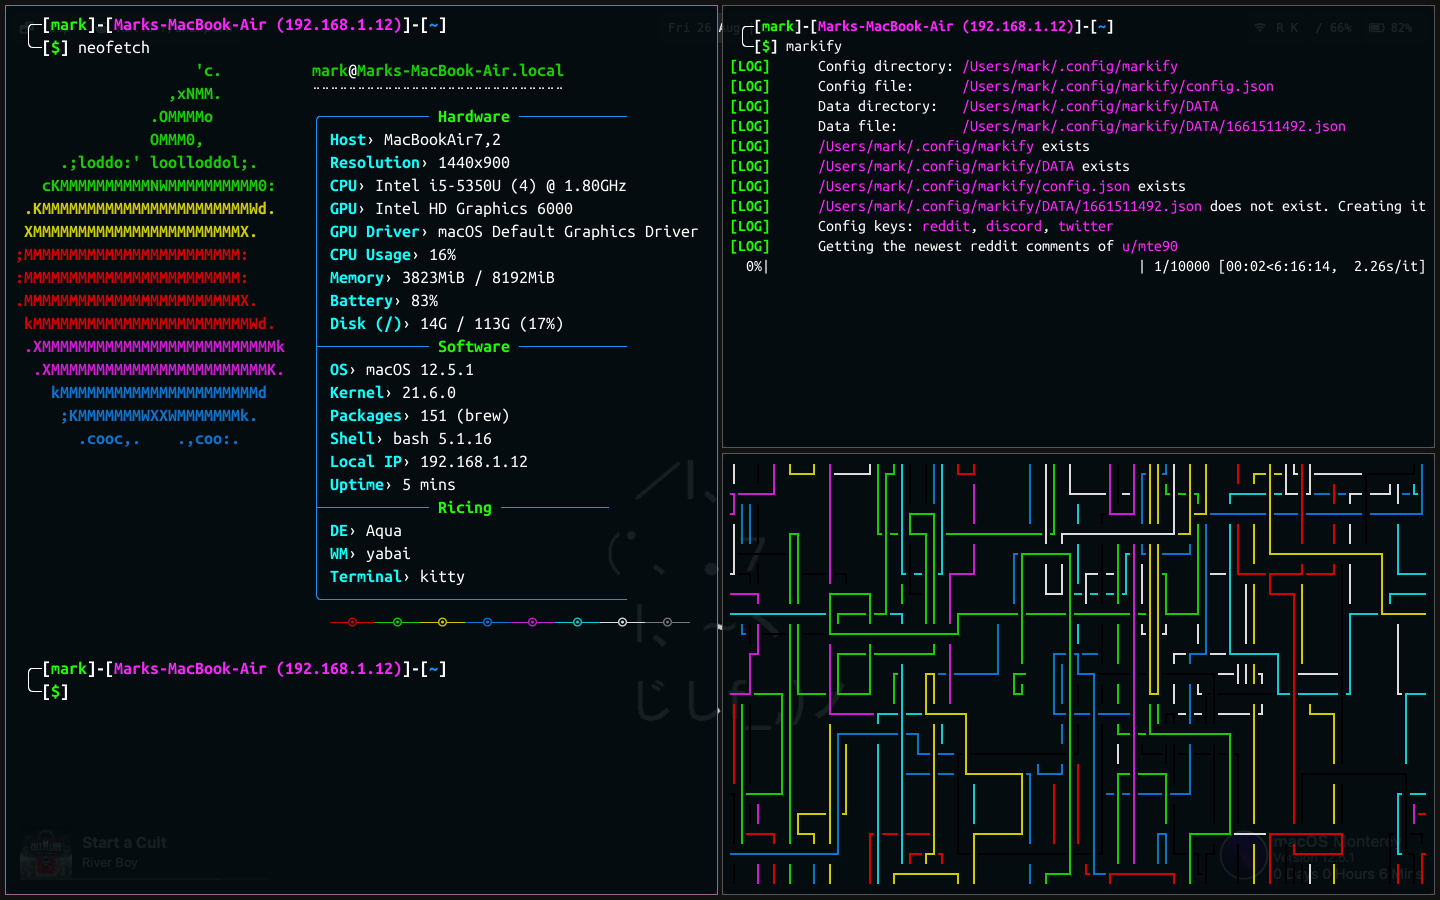 [mark]-[Marks-MacBook-Air (192.168.1.12)]-[~]
[$] neofetch
'c.
,xNMM.
.OMMMMo
OMMM0,
.;loddo:' loolloddol;.
cKMMMMMMMMMMNWMMMMMMMMMM0:
.KMMMMMMMMMMMMMMMMMMMMMMMWd.
XMMMMMMMMMMMMMMMMMMMMMMMX.
;MMMMMMMMMMMMMMMMMMMMMMMM:
:MMMMMMMMMMMMMMMMMMMMMMMM:
.MMMMMMMMMMMMMMMMMMMMMMMMX.
kMMMMMMMMMMMMMMMMMMMMMMMMWd.
.XMMMMMMMMMMMMMMMMMMMMMMMMMMk
.XMMMMMMMMMMMMMMMMMMMMMMMMK.
kMMMMMMMMMMMMMMMMMMMMMMd
;KMMMMMMMWXXWMMMMMMMk.
.cooc,.    .,coo:.
mark@Marks-MacBook-Air.local
Hardware
Host› MacBookAir7,2
Resolution› 1440x900
CPU› Intel i5-5350U (4) @ 1.80GHz
GPU› Intel HD Graphics 6000
GPU Driver› macOS Default Graphics Driver
CPU Usage› 16%
Memory› 3823MiB / 8192MiB
Battery› 83%
Disk (/)› 14G / 113G (17%)
Software
OS› macOS 12.5.1
Kernel› 21.6.0
Packages› 151 (brew)
Shell› bash 5.1.16
Local IP› 192.168.1.12
Uptime› 5 mins
Ricing
DE› Aqua
WM› yabai
Terminal› kitty
[mark]-[Marks-MacBook-Air (192.168.1.12)]-[~]
[$]
Start a Cult
River Boy
Fri 26 Aug
R K / 66% 82%
[mark]-[Marks-MacBook-Air (192.168.1.12)]-[~]
[$] markify
[LOG] Config directory: /Users/mark/.config/markify
[LOG] Config file: /Users/mark/.config/markify/config.json
[LOG] Data directory: /Users/mark/.config/markify/DATA
[LOG] Data file: /Users/mark/.config/markify/DATA/1661511492.json
[LOG] /Users/mark/.config/markify exists
[LOG] /Users/mark/.config/markify/DATA exists
[LOG] /Users/mark/.config/markify/config.json exists
[LOG] /Users/mark/.config/markify/DATA/1661511492.json does not exist. Creating it
[LOG] Config keys: reddit, discord, twitter
[LOG] Getting the newest reddit comments of u/mte90
0%| | 1/10000 [00:02<6:16:14, 2.26s/it]
macOS Monterey
Version 12.5.1
0 Days 0 Hours 6 Mins